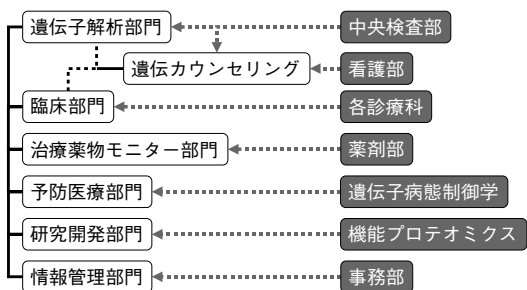 遺伝子解析部門
中央検査部
遺伝カウンセリング
看護部
臨床部門
各診療科
治療薬物モニター部門
薬剤部
予防医療部門
遺伝子病態制御学
研究開発部門
機能プロテオミクス
情報管理部門
事務部